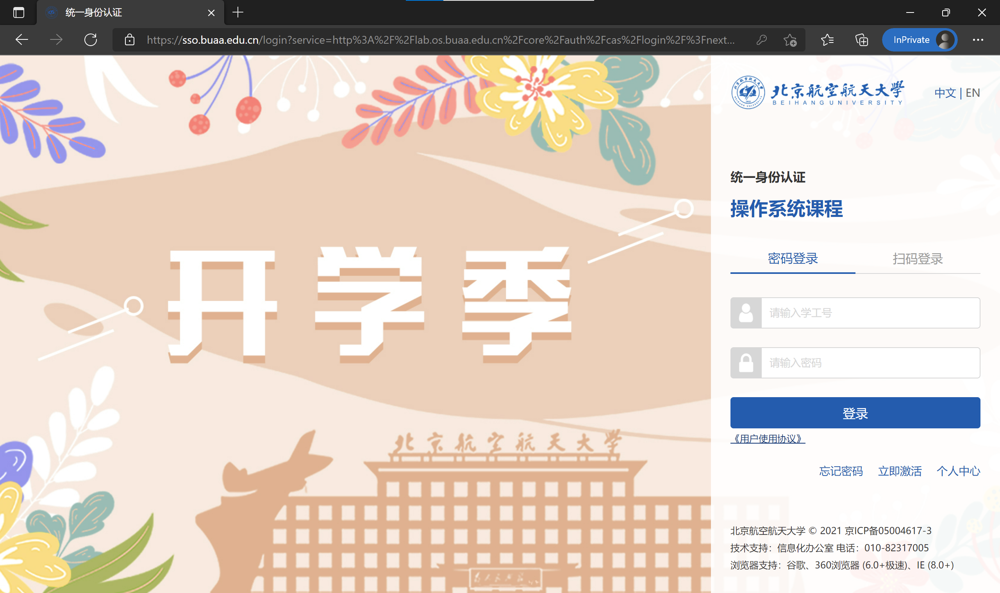 统一身份认证
https://sso.buaa.edu.cn/login?service=http%3A%2F%2Flab.os.buaa.edu.cn%2Fcore%2Fauth%2Fcas%2Flogin%2F%3Fnext...
InPrivate
北京航空航天大學
BEIHANG UNIVERSITY
中文 | EN
统一身份认证
操作系统课程
密码登录 扫码登录
请输入学工号
请输入密码
登录
《用户使用协议》
忘记密码 立即激活 个人中心
北京航空航天大学 © 2021 京ICP备05004617-3
技术支持：信息化办公室 电话：010-82317005
浏览器支持：谷歌、360浏览器 (6.0+极速)、IE (8.0+)
开学季
北京航空航天大學